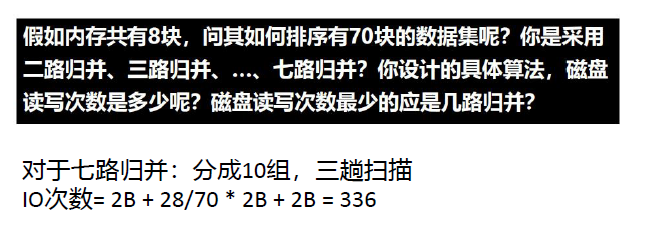 假如内存共有8块，问其如何排序有70块的数据集呢？你是采用
二路归并、三路归并、…、七路归并？你设计的具体算法，磁盘
读写次数是多少呢？磁盘读写次数最少的应是几路归并？
对于七路归并：分成10组，三趟扫描
IO次数= 2B + 28/70 * 2B + 2B = 336